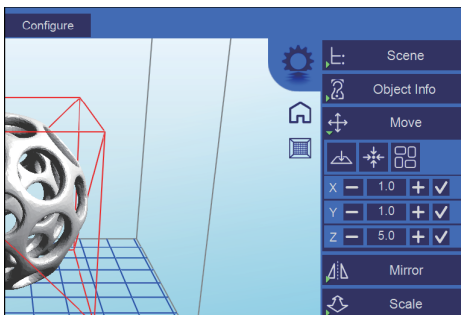 Configure
Scene
Object Info
Move
X 1.0
Y 1.0
Z 5.0
Mirror
Scale